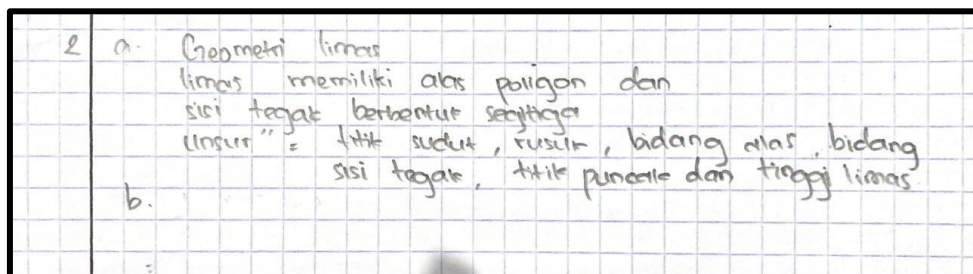 2 a. Geometri limas
limas memiliki alas poligon dan
sisi tegak berbentuk segitiga
Unsur" = titik sudut, rusuk, bidang alas, bidang
sisi tegak, titik puncak dan tinggi limas.
b.